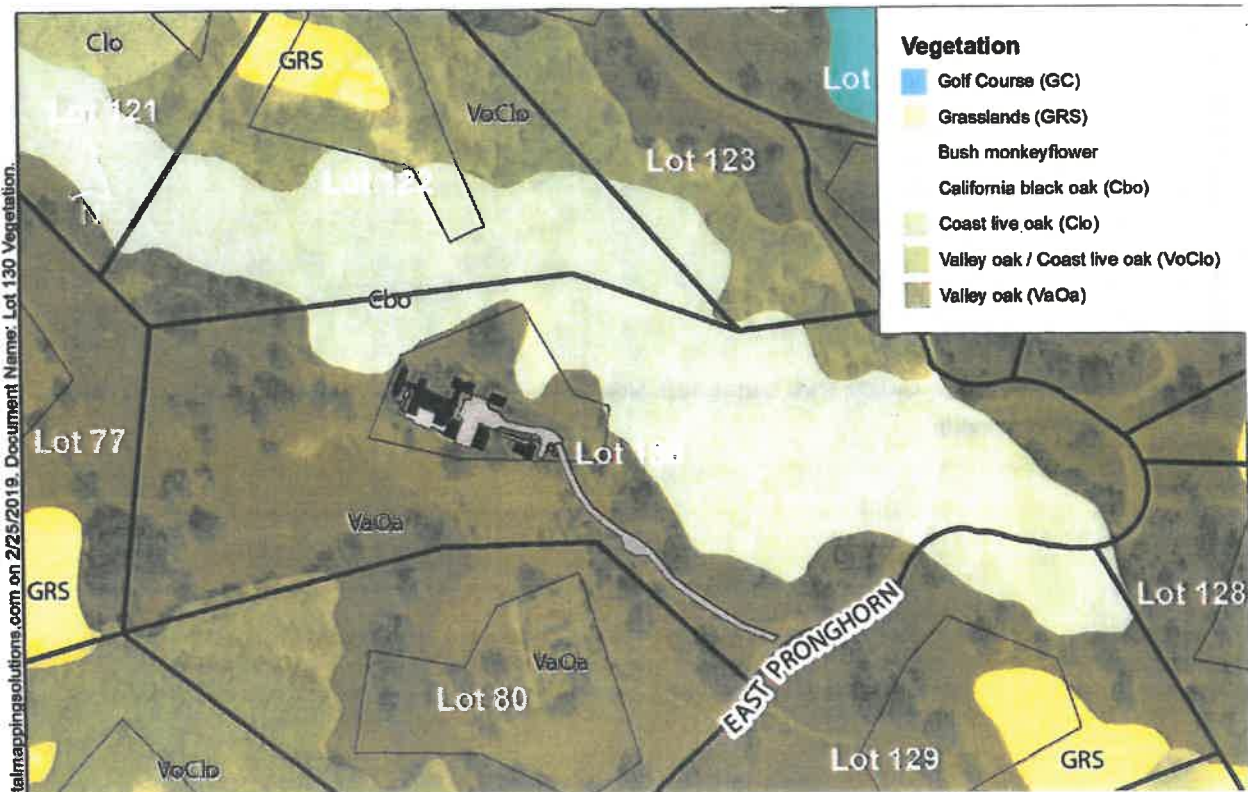 talmappingsolutions.com on 2/25/2019. Document Name: Lot 130 Vegetation.
Clo
GRS
VoClo
Lot 121
Lot 122
Lot 123
Lot
N
Vegetation
Golf Course (GC)
Grasslands (GRS)
Bush monkeyflower
California black oak (Cbo)
Coast live oak (Clo)
Valley oak / Coast live oak (VoClo)
Valley oak (VaOa)
Cbo
Lot 77
Lot
VaOa
GRS
Lot 128
VaOa
Lot 80
EAST PRONGHORN
VoClo
Lot 129
GRS